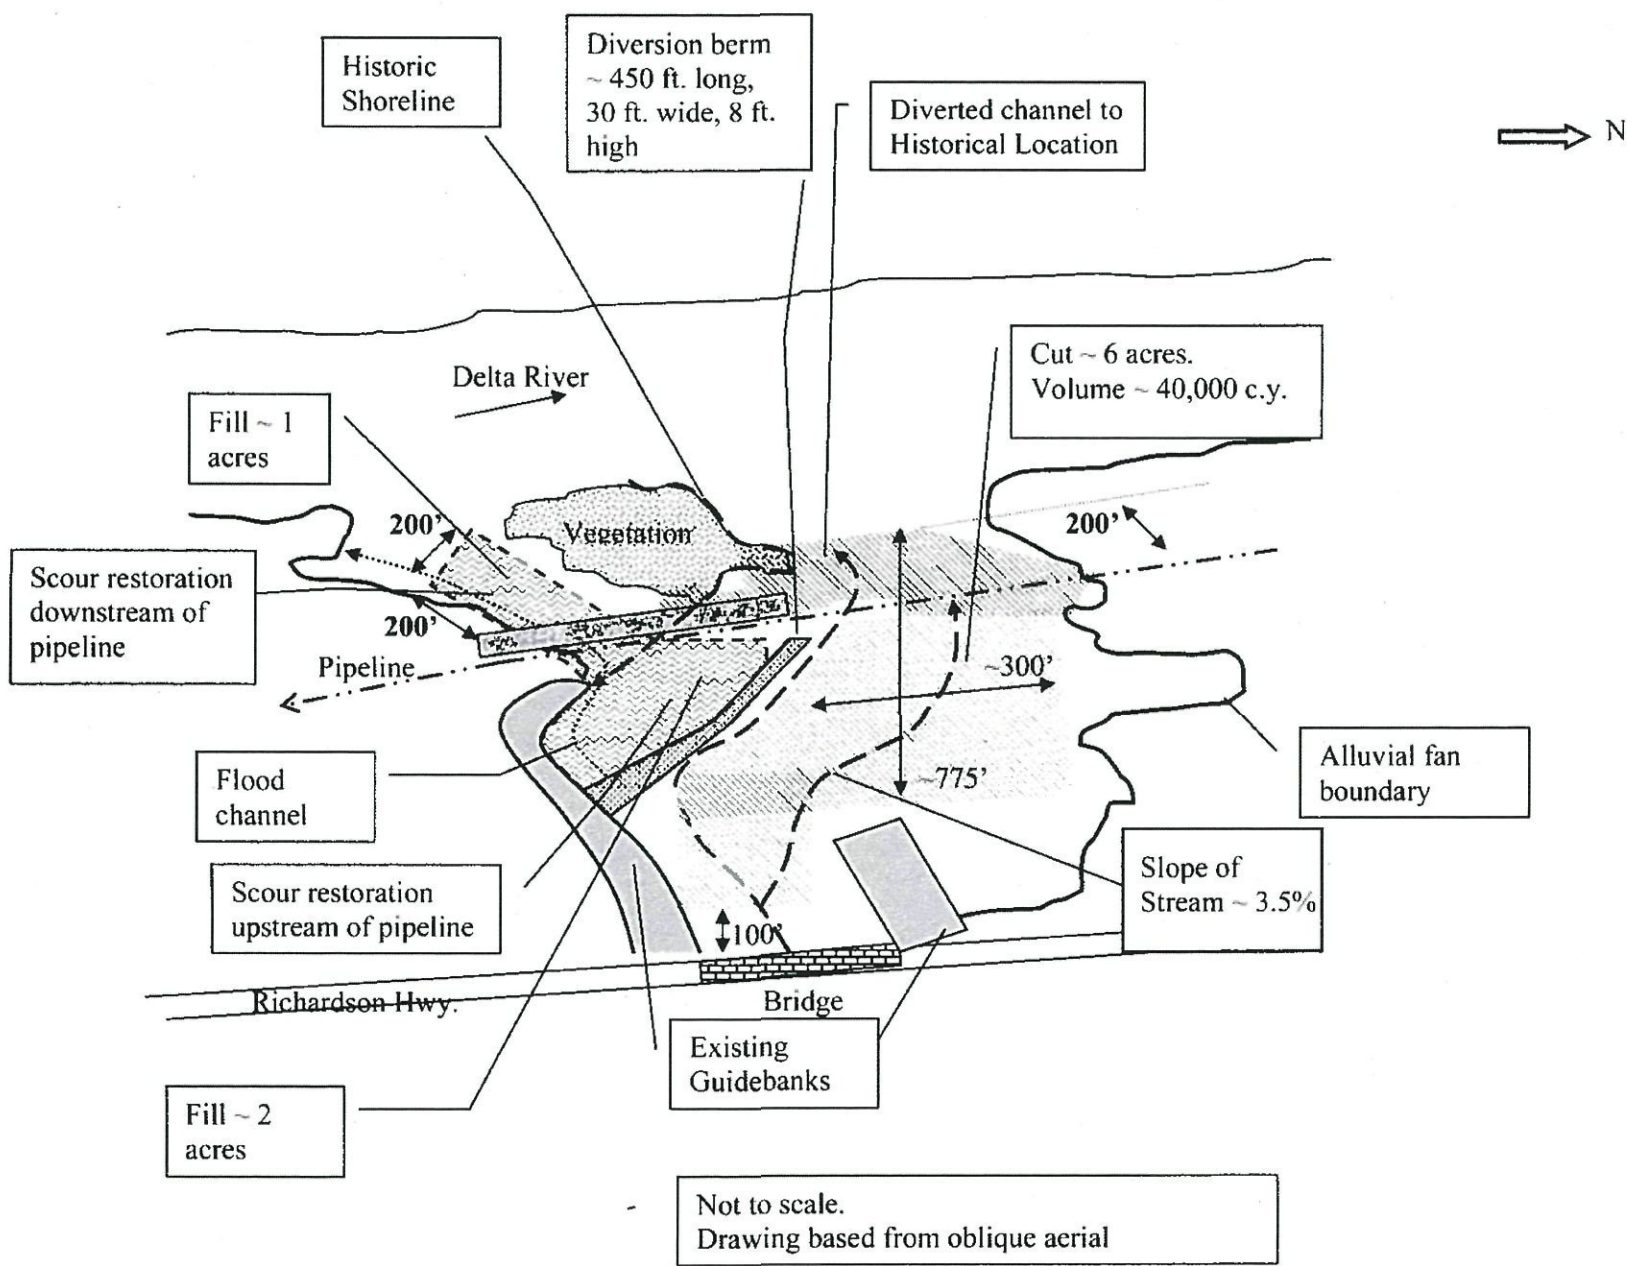 Historic
Shoreline
Diversion berm
~ 450 ft. long,
30 ft. wide, 8 ft.
high
Diverted channel to
Historical Location
N
Delta River
Cut ~ 6 acres.
Volume ~ 40,000 c.y.
Fill ~ 1
acres
200'
Vegetation
200'
Scour restoration
downstream of
pipeline
200'
Pipeline
~300'
Flood
channel
~775'
Alluvial fan
boundary
Scour restoration
upstream of pipeline
Slope of
Stream ~ 3.5%
100'
Richardson Hwy.
Bridge
Existing
Guidebanks
Fill ~ 2
acres
Not to scale.
Drawing based from oblique aerial